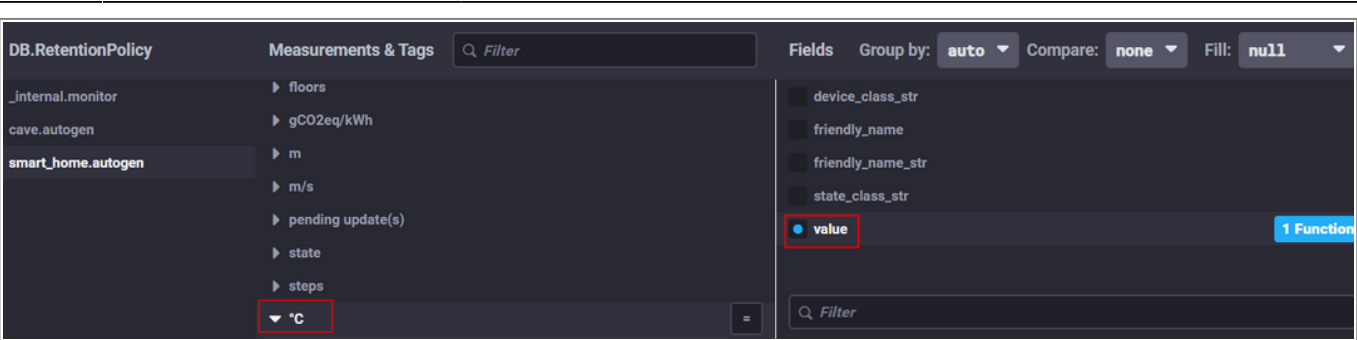 DB.RetentionPolicy
_internal.monitor
cave.autogen
smart_home.autogen
Measurements & Tags
Filter
floors
gCO2eq/kWh
m
m/s
pending update(s)
state
steps
°C
=
Fields Group by: auto Compare: none Fill: null
device_class_str
friendly_name
friendly_name_str
state_class_str
value
1 Function
Filter